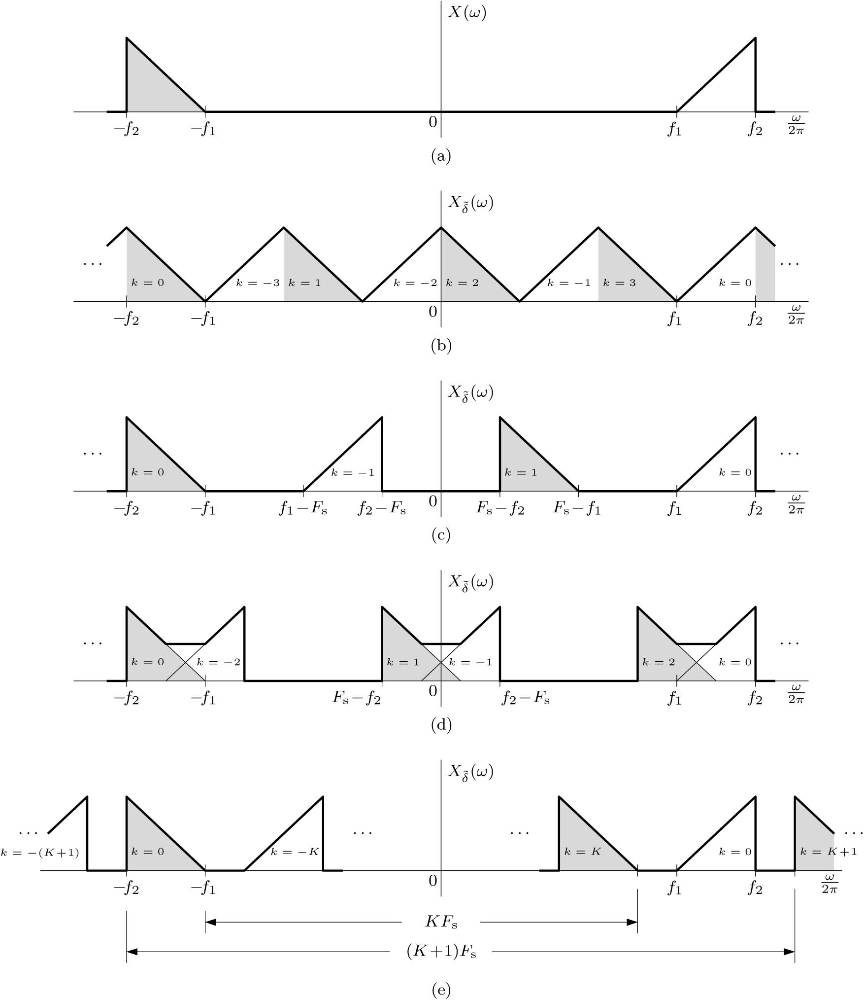 X(ω)
−f₂ −f₁ 0 f₁ f₂ ω/2π
(a)
X_δ̃(ω)
··· ···
k = 0 k = −3 k = 1 k = −2 k = 2 k = −1 k = 3 k = 0
−f₂ −f₁ 0 f₁ f₂ ω/2π
(b)
X_δ̃(ω)
··· ···
k = 0 k = −1 k = 1 k = 0
−f₂ −f₁ f₁−Fₛ f₂−Fₛ 0 Fₛ−f₂ Fₛ−f₁ f₁ f₂ ω/2π
(c)
X_δ̃(ω)
··· ···
k = 0 k = −2 k = 1 k = −1 k = 2 k = 0
−f₂ −f₁ Fₛ−f₂ 0 f₂−Fₛ f₁ f₂ ω/2π
(d)
X_δ̃(ω)
··· ··· ··· ···
k = −(K+1) k = 0 k = −K k = K k = 0 k = K+1
−f₂ −f₁ 0 f₁ f₂ ω/2π
KFₛ
(K+1)Fₛ
(e)